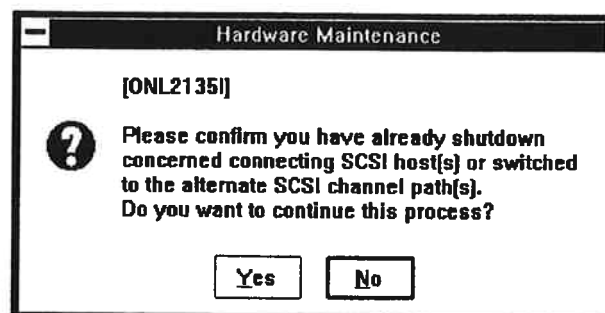 Hardware Maintenance
[ONL2135I]
Please confirm you have already shutdown
concerned connecting SCSI host(s) or switched
to the alternate SCSI channel path(s).
Do you want to continue this process?
Yes
No